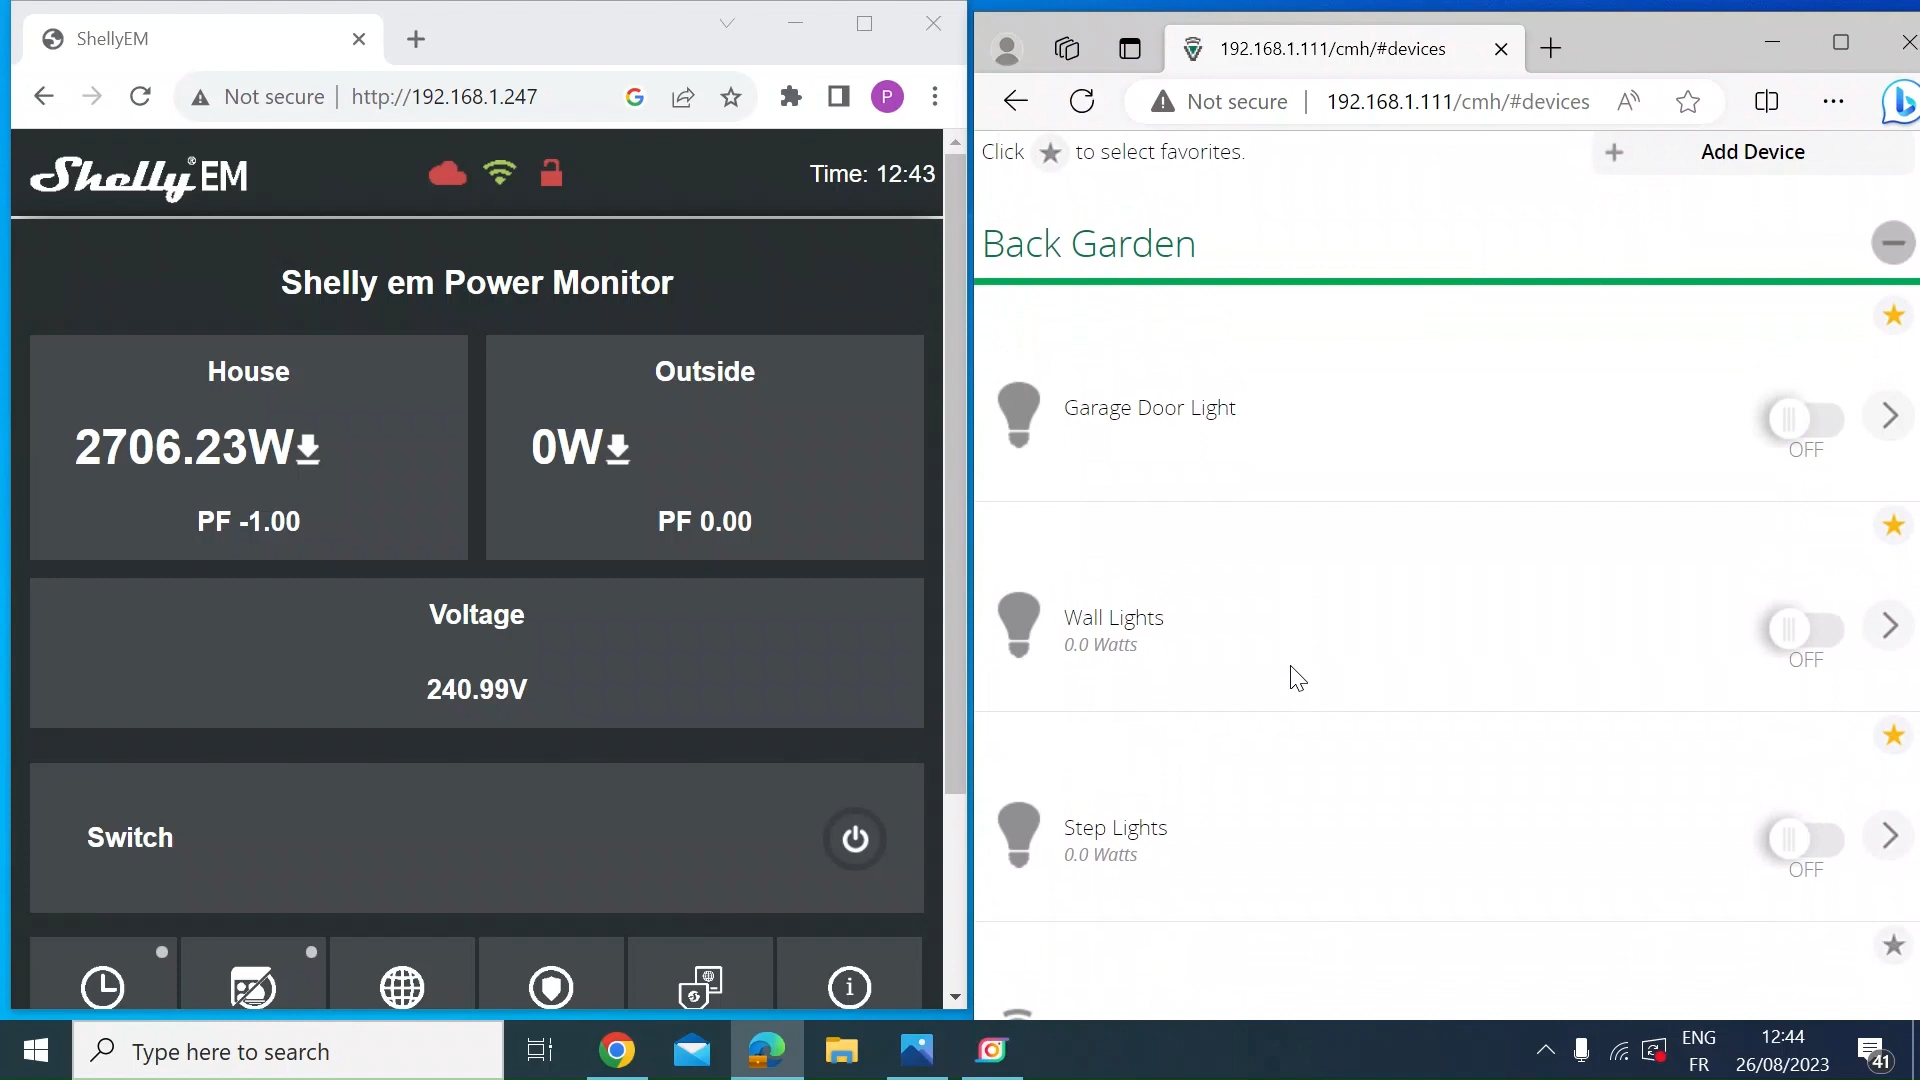 ShellyEM
Not secure | http://192.168.1.247
P
Shelly® EM
Time: 12:43
Shelly em Power Monitor
House
2706.23W
PF -1.00
Outside
0W
PF 0.00
Voltage
240.99V
Switch
192.168.1.111/cmh/#devices
Not secure | 192.168.1.111/cmh/#devices
Click to select favorites.
+ Add Device
Back Garden
Garage Door Light
OFF
Wall Lights
0.0 Watts
OFF
Step Lights
0.0 Watts
OFF
Type here to search
ENG
FR
12:44
26/08/2023
41